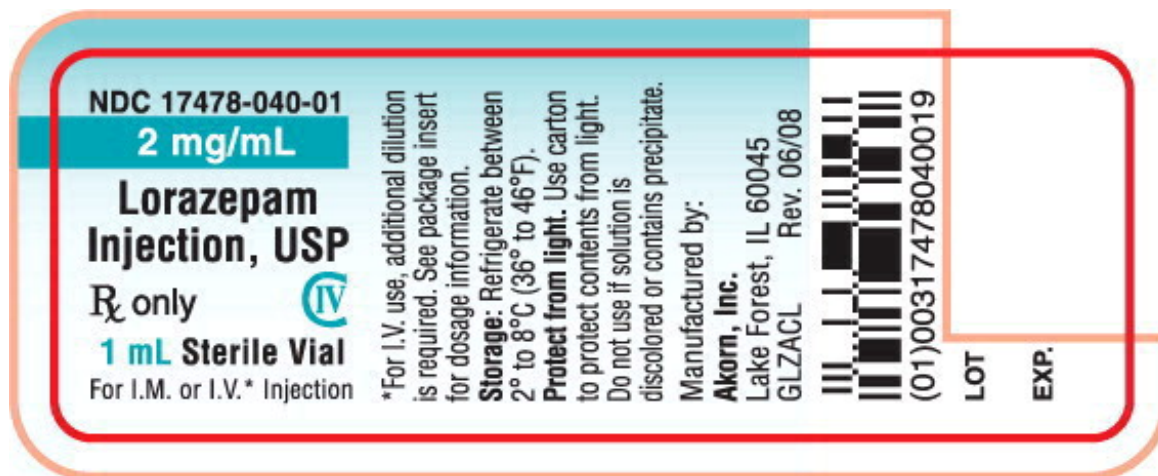 NDC 17478-040-01
2 mg/mL
Lorazepam
Injection, USP
Rx only
CIV
1 mL Sterile Vial
For I.M. or I.V.* Injection
*For I.V. use, additional dilution
is required. See package insert
for dosage information.
Storage: Refrigerate between
2° to 8°C (36° to 46°F).
Protect from light. Use carton
to protect contents from light.
Do not use if solution is
discolored or contains precipitate.
Manufactured by:
Akorn, Inc.
Lake Forest, IL 60045
GLZACL Rev. 06/08
(01)00317478040019
LOT
EXP.